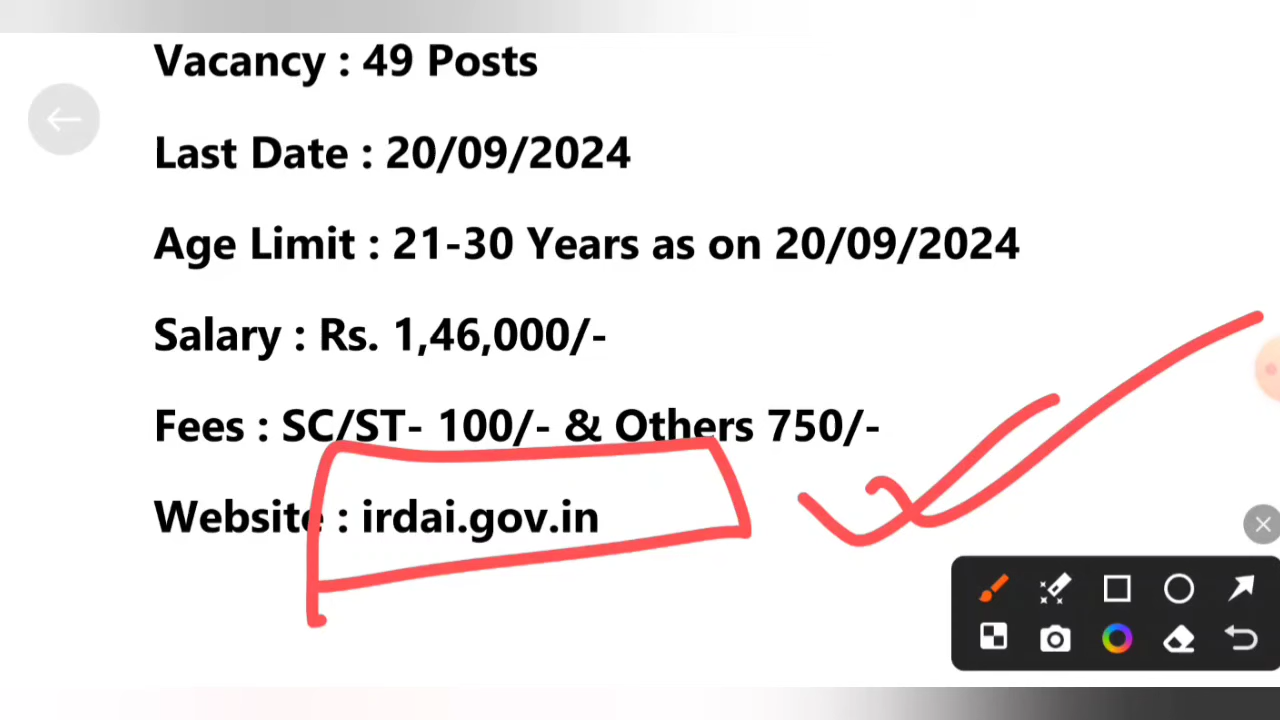 Vacancy : 49 Posts
Last Date : 20/09/2024
Age Limit : 21-30 Years as on 20/09/2024
Salary : Rs. 1,46,000/-
Fees : SC/ST- 100/- & Others 750/-
Website : irdai.gov.in